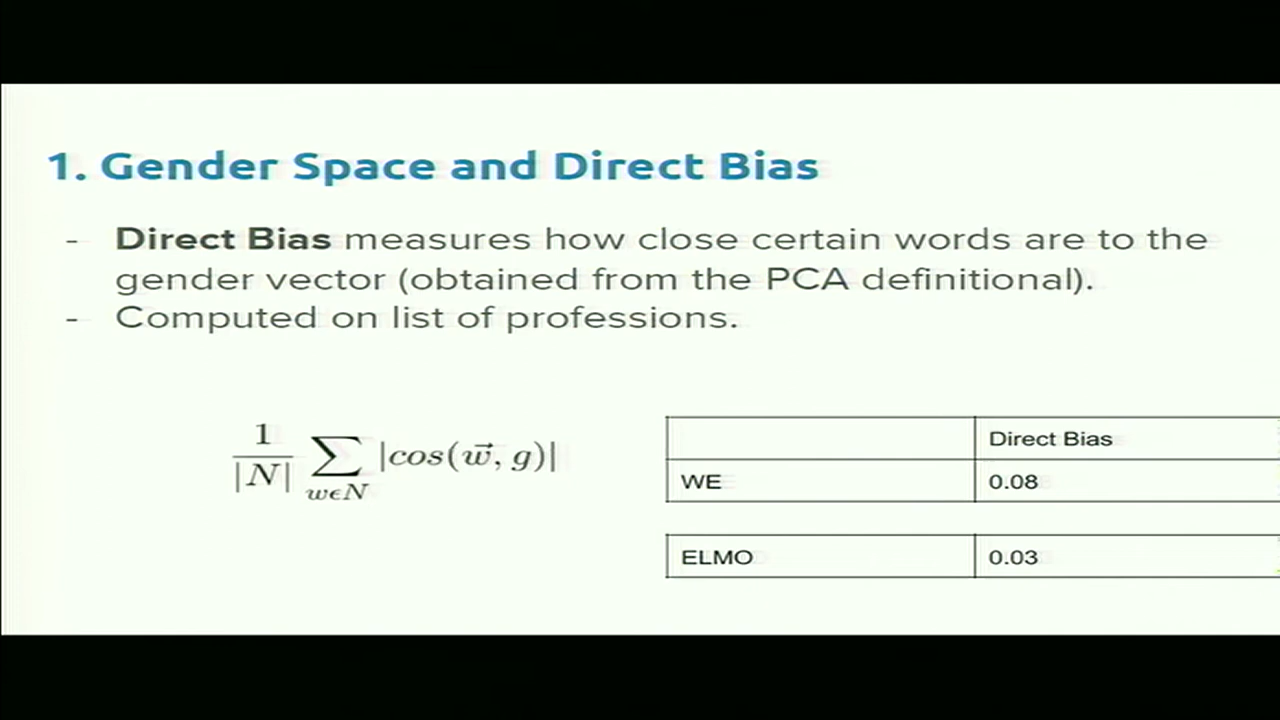 1. Gender Space and Direct Bias
- Direct Bias measures how close certain words are to the
gender vector (obtained from the PCA definitional).
- Computed on list of professions.
1/|N| ∑ w∈N |cos(w⃗, g)|
Direct Bias
WE 0.08
ELMO 0.03